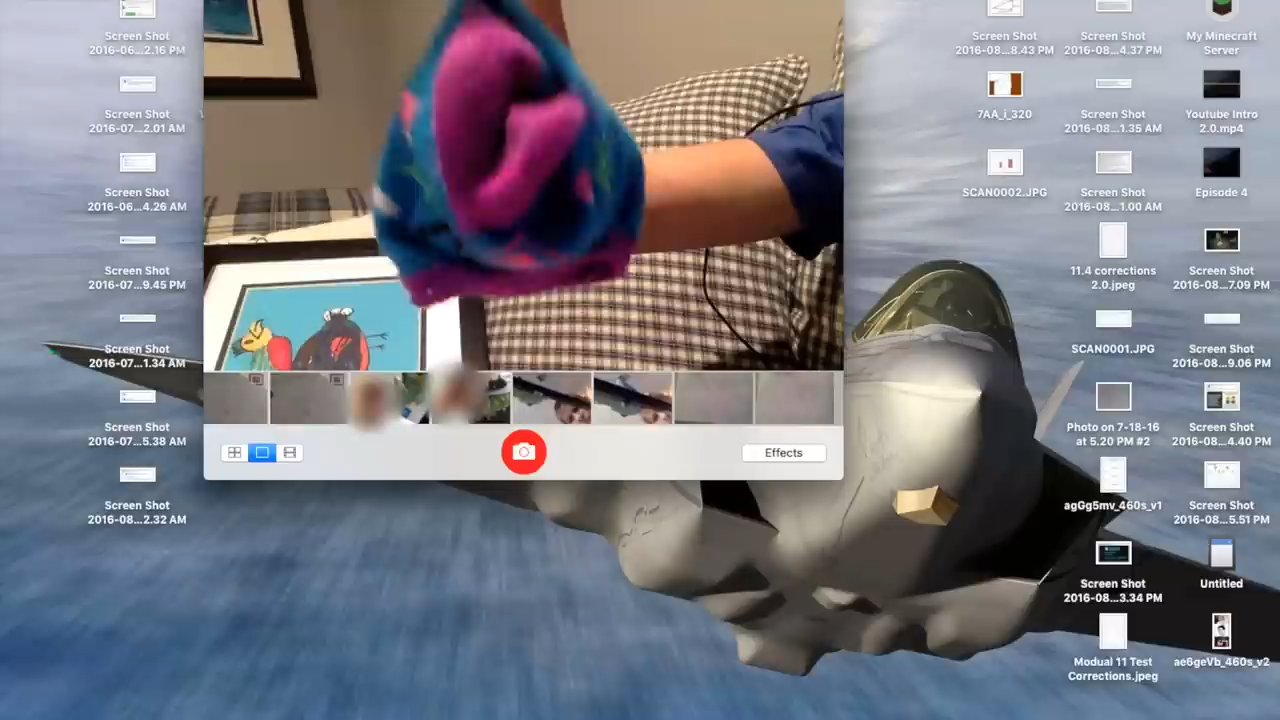 Screen Shot
2016-06...2.16 PM
Screen Shot
2016-07...2.01 AM
Screen Shot
2016-06...4.26 AM
Screen Shot
2016-07...9.45 PM
Screen Shot
2016-07...1.34 AM
Screen Shot
2016-07...5.38 AM
Screen Shot
2016-08...2.32 AM
Effects
Screen Shot
2016-08...8.43 PM
7AA_i_320
SCAN0002.JPG
Screen Shot
2016-08...4.37 PM
Screen Shot
2016-08...1.35 AM
Screen Shot
2016-08...1.00 AM
11.4 corrections
2.0.jpeg
SCAN0001.JPG
Photo on 7-18-16
at 5.20 PM #2
agGg5mv_460s_v1
Screen Shot
2016-08...3.34 PM
Modual 11 Test
Corrections.jpeg
My Minecraft
Server
Youtube Intro
2.0.mp4
Episode 4
Screen Shot
2016-08...7.09 PM
Screen Shot
2016-08...9.06 PM
Screen Shot
2016-08...4.40 PM
Screen Shot
2016-08...5.51 PM
Untitled
ae6geVb_460s_v2